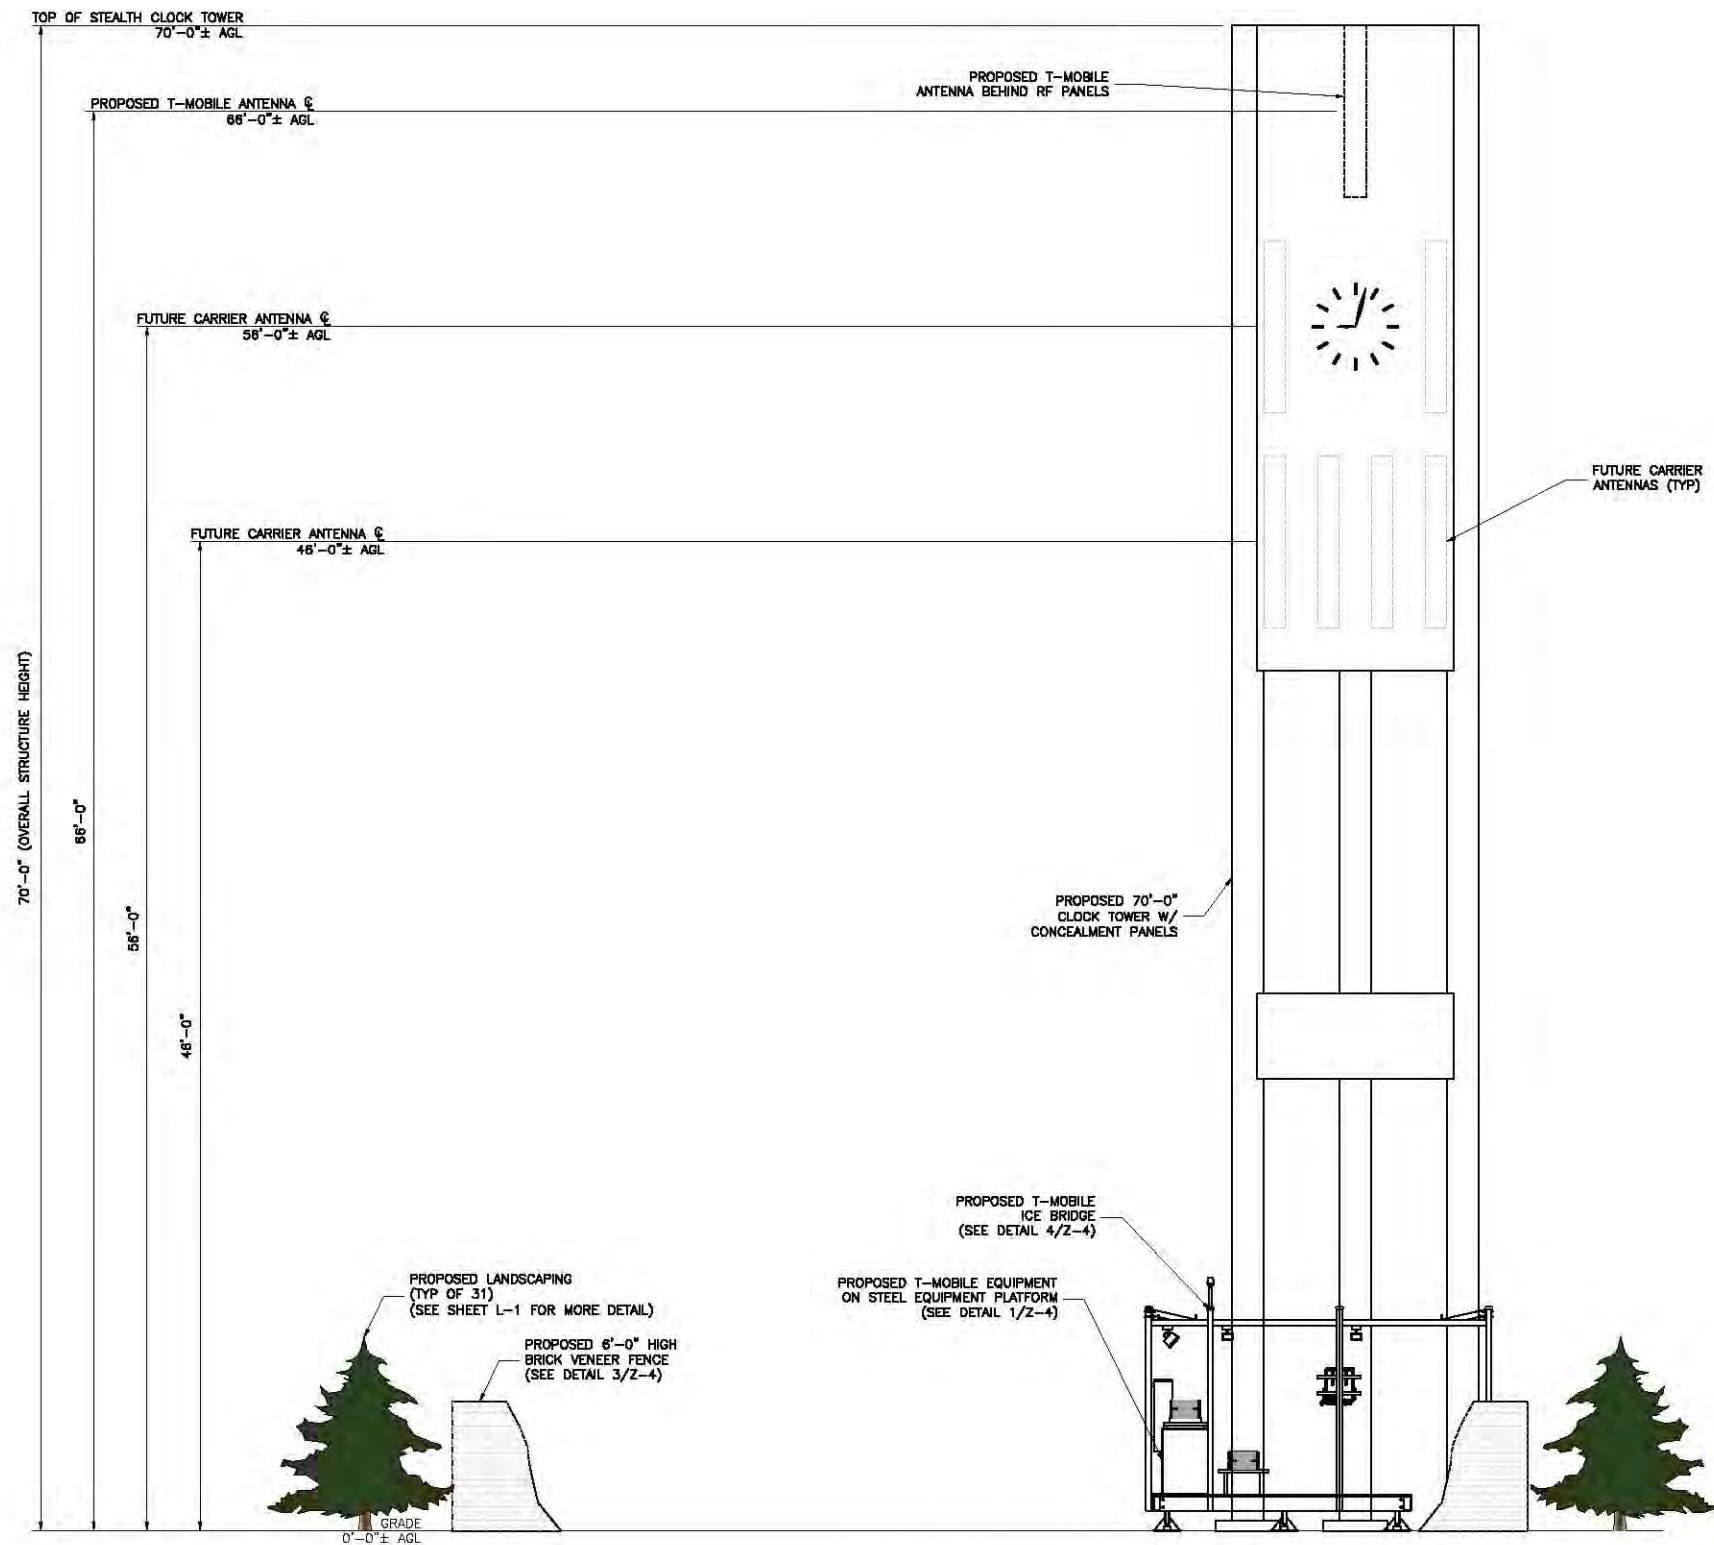 TOP OF STEALTH CLOCK TOWER
70'-0"± AGL
PROPOSED T-MOBILE ANTENNA ℄
66'-0"± AGL
PROPOSED T-MOBILE
ANTENNA BEHIND RF PANELS
FUTURE CARRIER ANTENNA ℄
56'-0"± AGL
FUTURE CARRIER
ANTENNAS (TYP)
FUTURE CARRIER ANTENNA ℄
46'-0"± AGL
70'-0" (OVERALL STRUCTURE HEIGHT)
66'-0"
56'-0"
46'-0"
PROPOSED 70'-0"
CLOCK TOWER W/
CONCEALMENT PANELS
PROPOSED T-MOBILE
ICE BRIDGE
(SEE DETAIL 4/Z-4)
PROPOSED T-MOBILE EQUIPMENT
ON STEEL EQUIPMENT PLATFORM
(SEE DETAIL 1/Z-4)
PROPOSED LANDSCAPING
(TYP OF 31)
(SEE SHEET L-1 FOR MORE DETAIL)
PROPOSED 6'-0" HIGH
BRICK VENEER FENCE
(SEE DETAIL 3/Z-4)
GRADE
0'-0"± AGL